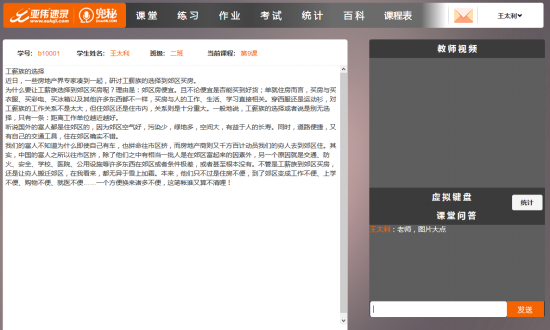 亚伟速录
www.suluji.com
兜秘
课堂
练习
作业
考试
统计
百科
课程表
王太利
学号: b10001
学生姓名: 王太利
班级: 二班
当前课程: 第9课
工薪族的选择
近日，一些房地产界专家凑到一起，研讨工薪族的选择到郊区买房。
为什么要让工薪族选择到郊区买房呢？理由是：郊区房便宜。且不论便宜是否能买到好货；单就住房而言，买房与买
衣服、买彩电、买冰箱以及其他许多东西都不一样，买房与人的工作、生活、学习直接相关。穿西服还是运动衫，对
工薪族的工作关系不是太大，但住郊区还是住市内，关系则是十分重大。一般地说，工薪族的选择或者说是别无选
择，只有一条：距离工作单位越近越好。
听说国外的富人都是住郊区的，因为郊区空气好，污染少，绿地多，空间大，有益于人的长寿。同时，道路便捷，又
有自己的交通工具，住在郊区确实不错。
我们的富人不知道为什么即使自己有车，也拼命往市区挤，而房地产商则又千方百计动员我们的穷人去到郊区住。其
实，中国的富人之所以往市区挤，除了他们之中有相当一批人是在郊区富起来的因素外，另一个原因就是交通、防
火、安全、学校、医院、公用设施等许多东西在郊区或者条件极差，或者甚至根本没有。不管是工薪族到郊区买房，
还是让穷人搬迁郊区，在我看来，都无异于雪上加霜。本来，他们只不过是住房不便，到了郊区变成工作不便、上学
不便、购物不便、就医不便……一个方便换来诸多不便，这笔帐谁又算不清哩！
教师视频
虚拟键盘
统计
课堂问答
王太利：老师，图片大点
发送